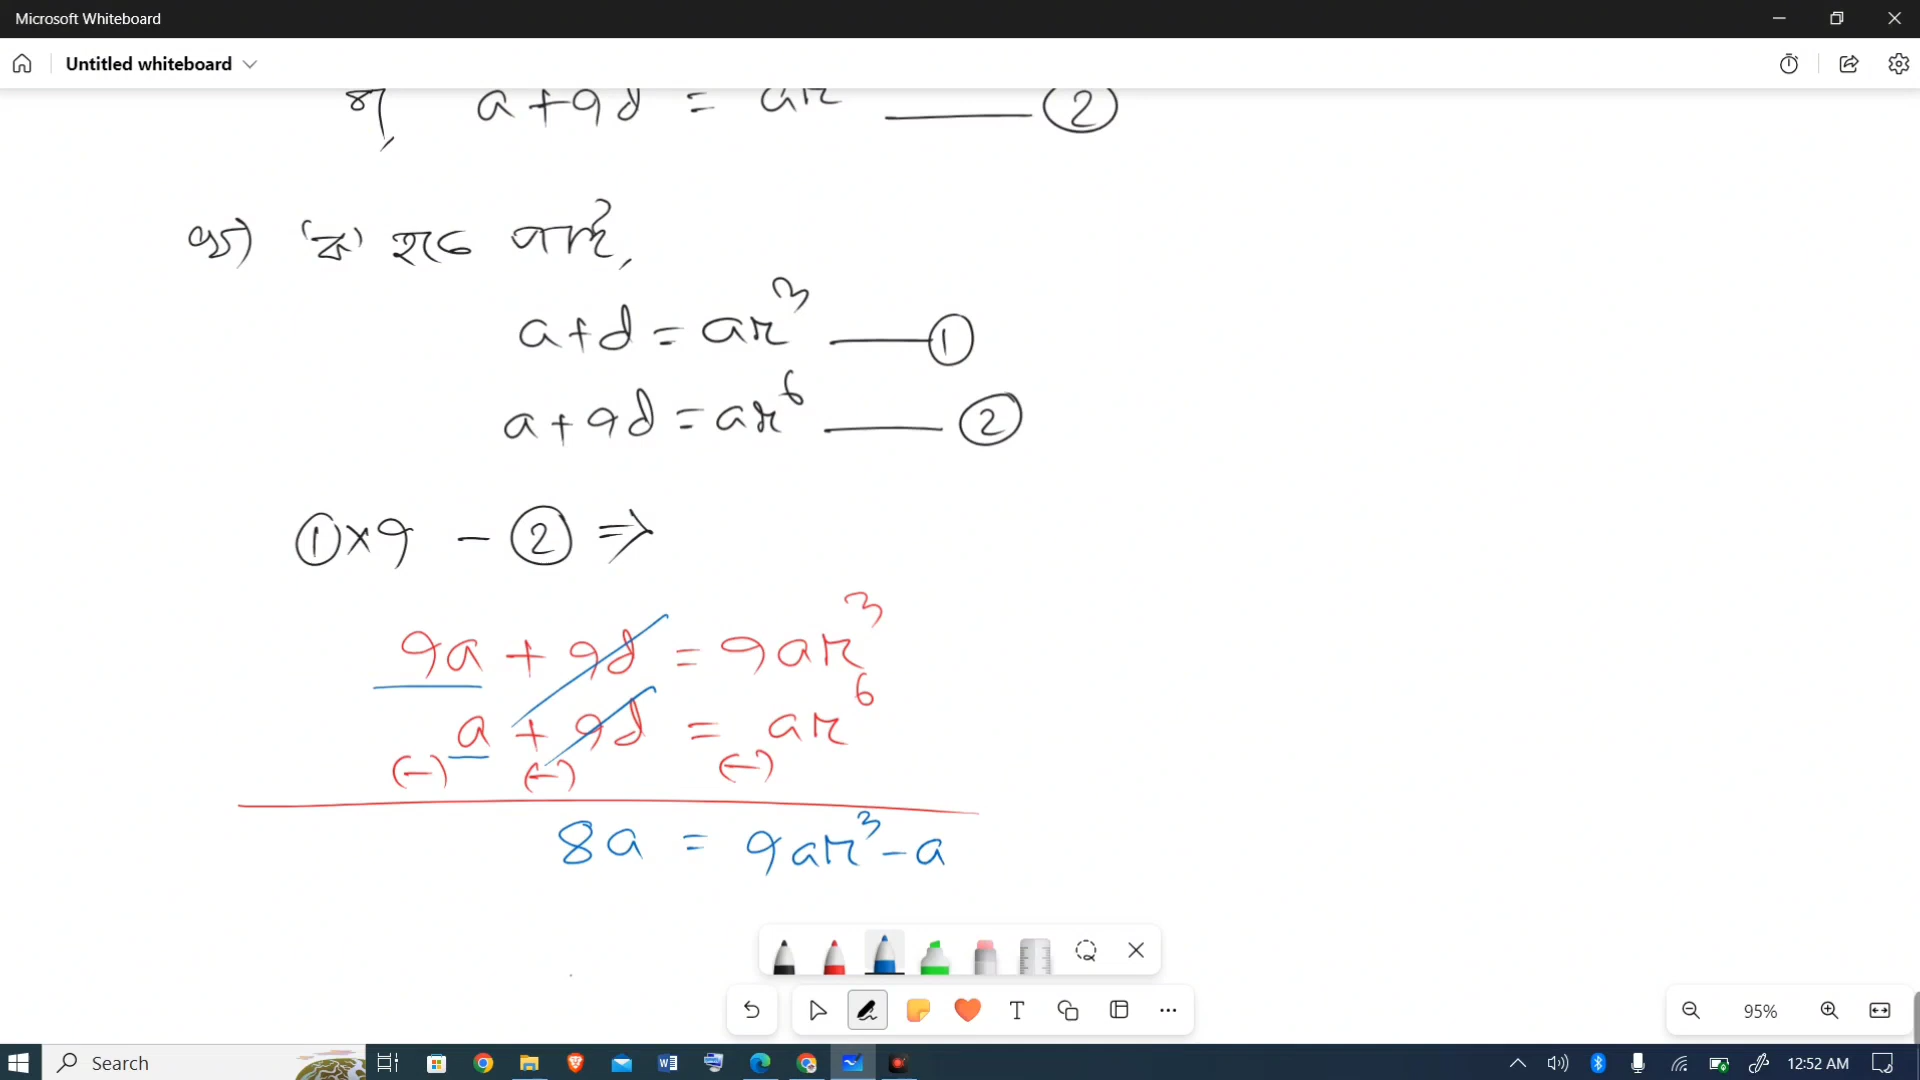 Microsoft Whiteboard
Untitled whiteboard
বা, a+9d = ar ——— ②
'ক' হতে পাই,
a+d = ar³ ——— ①
a+9d = ar⁶ ——— ②
①×9 - ② ⇒
9a + 9d = 9ar³
a + 9d = ar⁶
(-) (-) (-)
8a = 9ar³ - a
95%
Search
12:52 AM